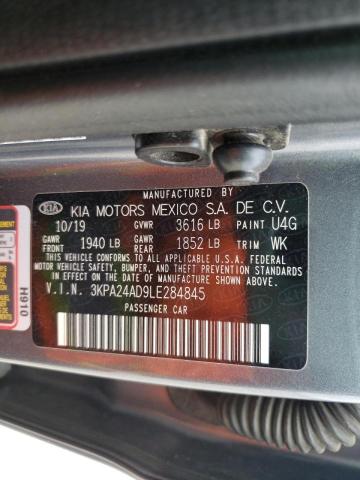 MANUFACTURED BY
KIA KIA MOTORS MEXICO S.A. DE C.V.
10/19 GVWR 3616 LB PAINT U4G
GAWR FRONT 1940 LB GAWR REAR 1852 LB TRIM WK
THIS VEHICLE CONFORMS TO ALL APPLICABLE U.S.A. FEDERAL
MOTOR VEHICLE SAFETY, BUMPER, AND THEFT PREVENTION
STANDARDS IN EFFECT ON THE DATE OF MANUFACTURE SHOWN ABOVE.
V.I.N. 3KPA24AD9LE284845
PASSENGER CAR
H910